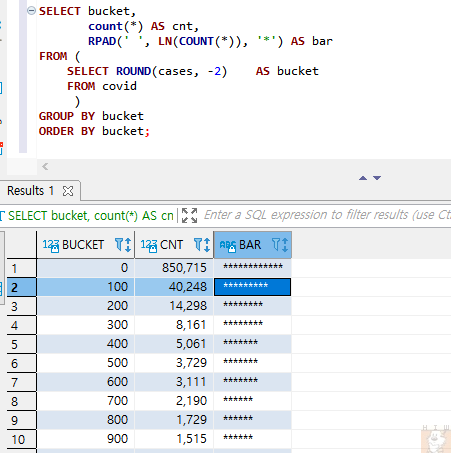 SELECT bucket,
count(*) AS cnt,
RPAD(' ', LN(COUNT(*)), '*') AS bar
FROM (
SELECT ROUND(cases, -2) AS bucket
FROM covid
)
GROUP BY bucket
ORDER BY bucket;
Results 1
SELECT bucket, count(*) AS cn Enter a SQL expression to filter results (use Ct
123 BUCKET 123 CNT ABC BAR
1 0 850,715 ************
2 100 40,248 *********
3 200 14,298 ********
4 300 8,161 ********
5 400 5,061 *******
6 500 3,729 *******
7 600 3,111 *******
8 700 2,190 ******
9 800 1,729 ******
10 900 1,515 ******